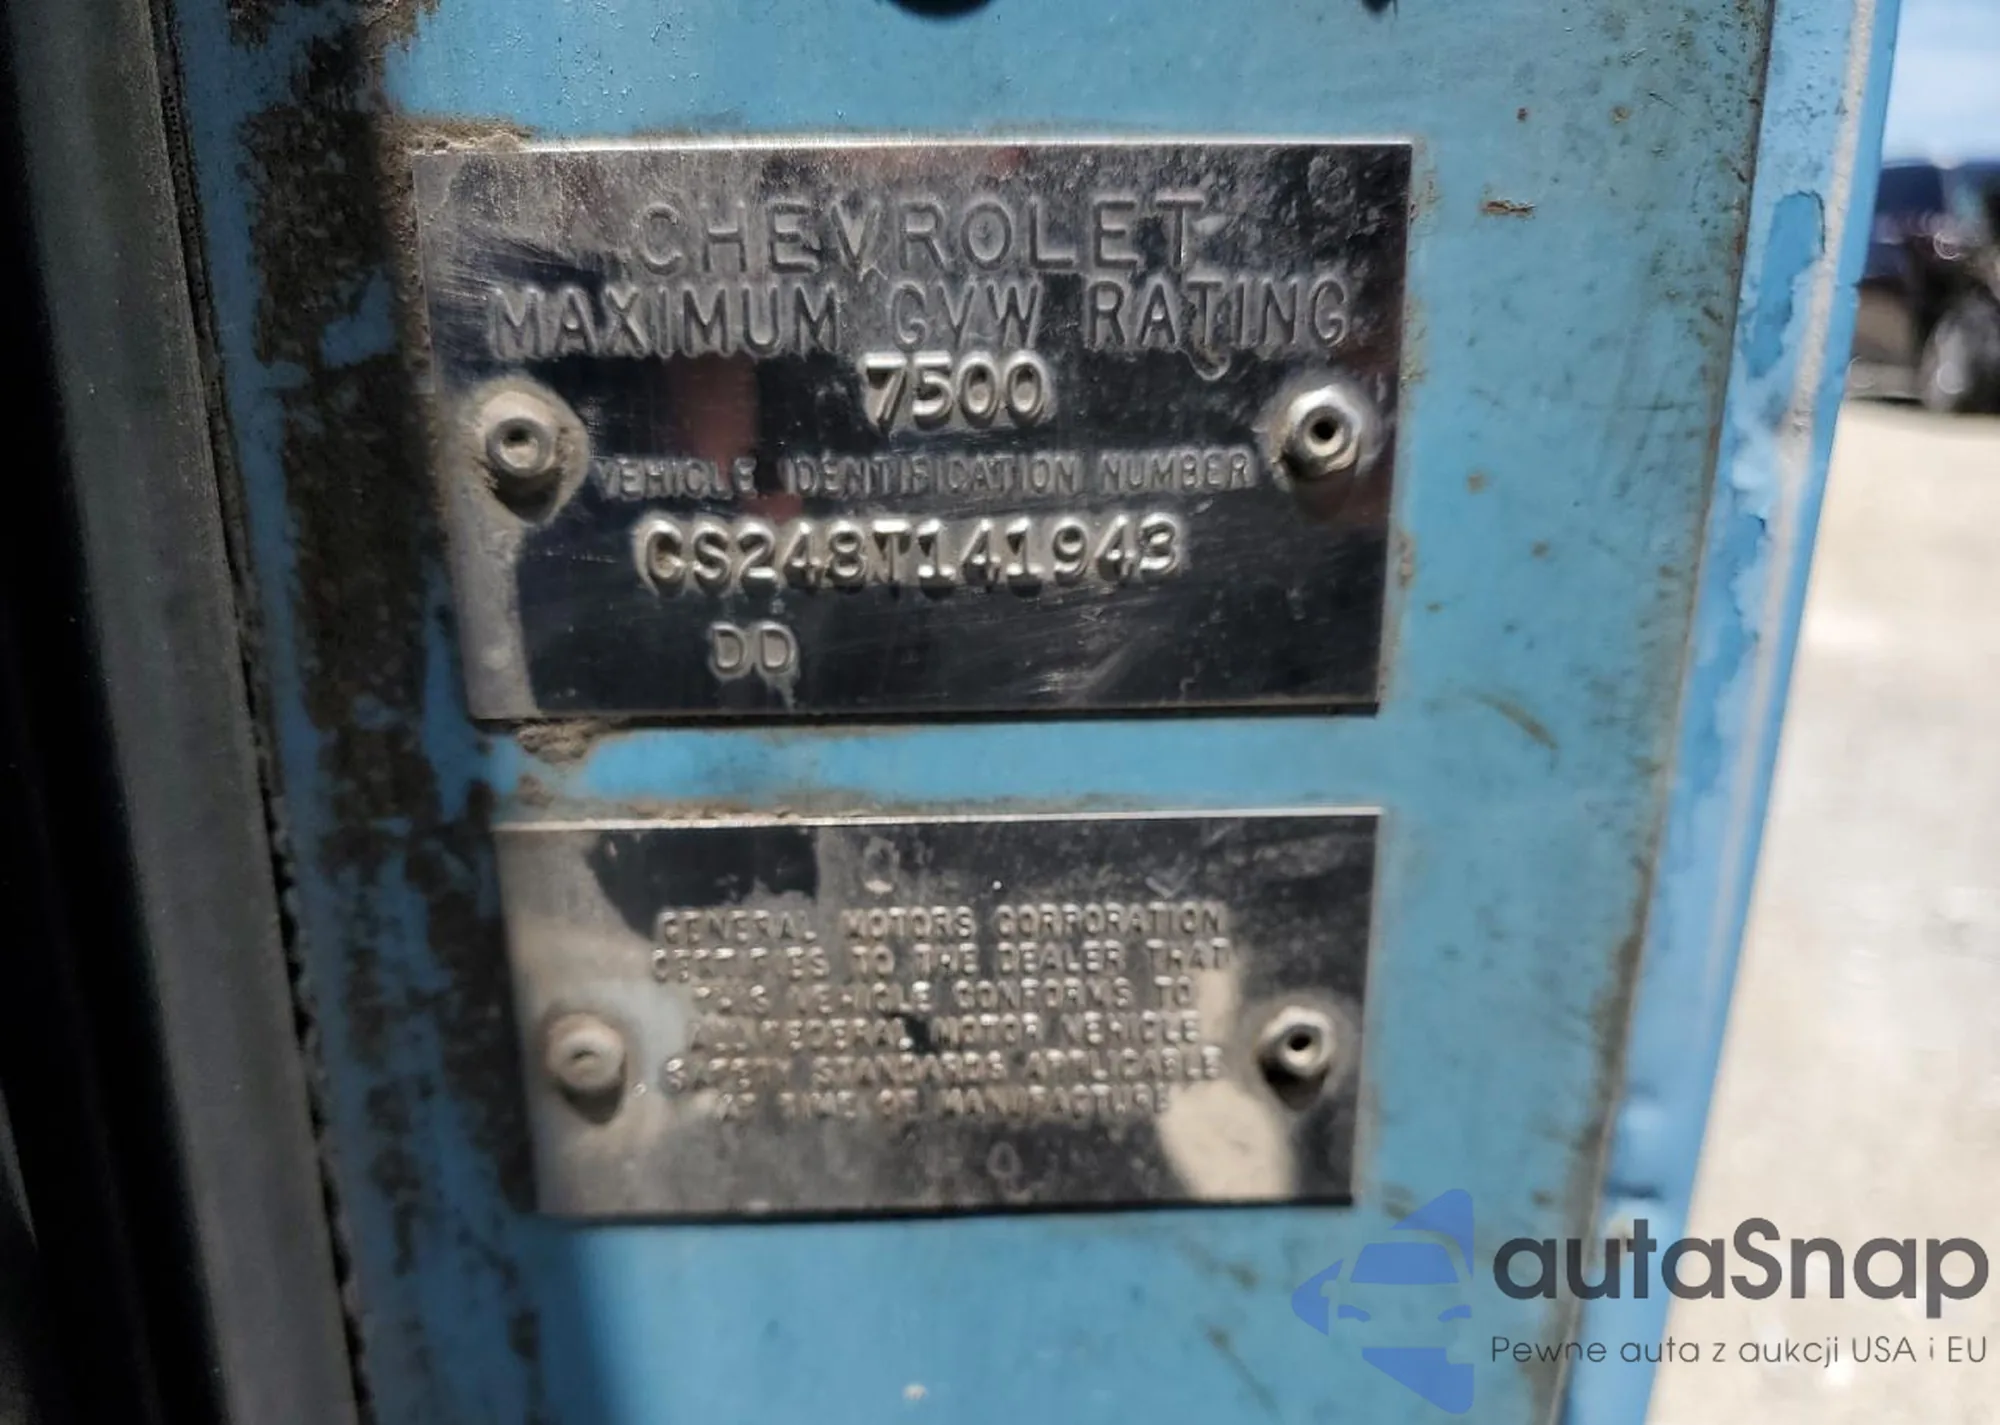 CHEVROLET
MAXIMUM GVW RATING
7500
VEHICLE IDENTIFICATION NUMBER
CS248T141943
DD
GENERAL MOTORS CORPORATION
CERTIFIES TO THE DEALER THAT
THIS VEHICLE CONFORMS TO
ALL FEDERAL MOTOR VEHICLE
SAFETY STANDARDS APPLICABLE
AT TIME OF MANUFACTURE
autaSnap
Pewne auta z aukcji USA i EU